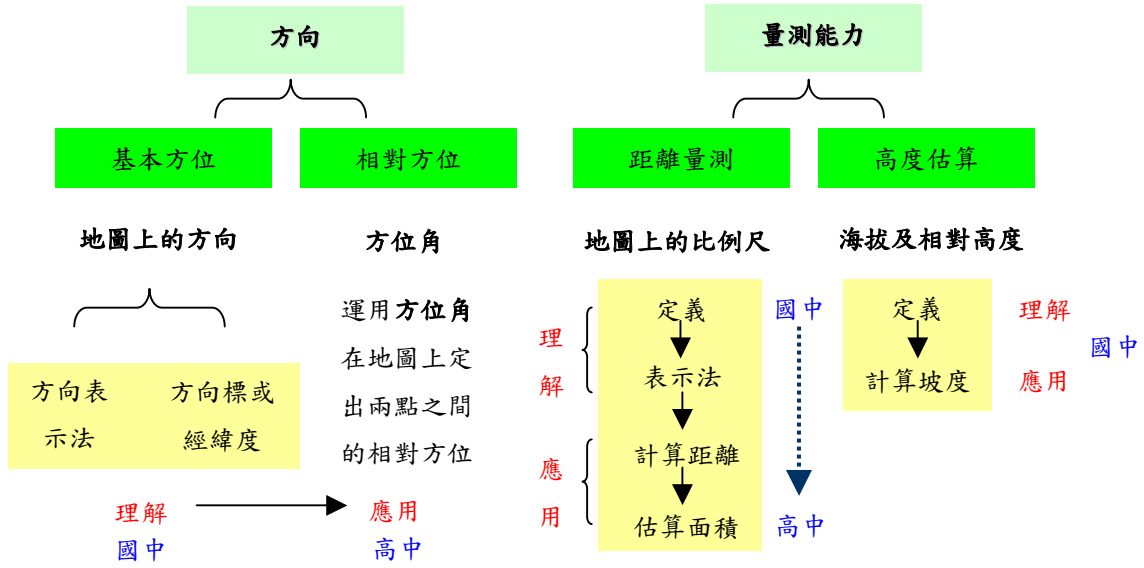 方向
基本方位
相對方位
地圖上的方向
方位角
方向表
示法
方向標或
經緯度
運用方位角
在地圖上定
出兩點之間
的相對方位
理解
國中
應用
高中
量測能力
距離量測
高度估算
地圖上的比例尺
海拔及相對高度
理
解
應
用
定義
表示法
計算距離
估算面積
國中
高中
定義
計算坡度
理解
應用
國中